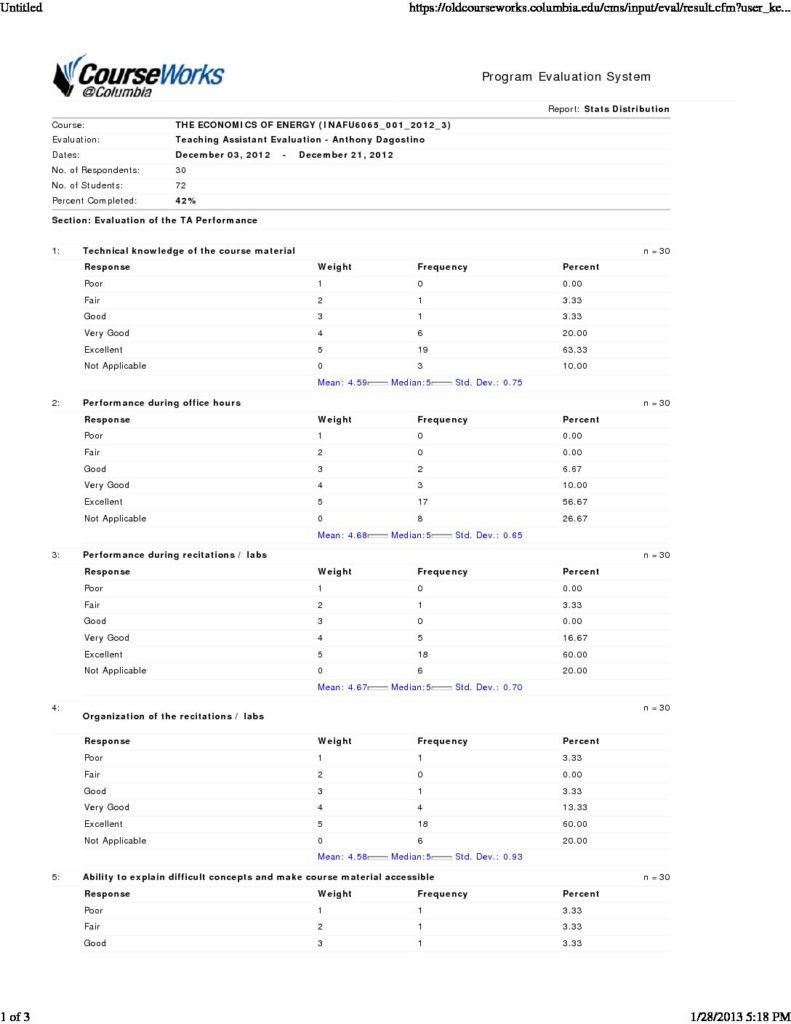 Untitled https://oldcourseworks.columbia.edu/cms/input/eval/result.cfm?user_ke...
CourseWorks
@Columbia
Program Evaluation System
Report: Stats Distribution
Course: THE ECONOMICS OF ENERGY (INAFU6065_001_2012_3)
Evaluation: Teaching Assistant Evaluation - Anthony Dagostino
Dates: December 03, 2012 - December 21, 2012
No. of Respondents: 30
No. of Students: 72
Percent Completed: 42%
Section: Evaluation of the TA Performance
1: Technical knowledge of the course material n = 30
Response Weight Frequency Percent
Poor 1 0 0.00
Fair 2 1 3.33
Good 3 1 3.33
Very Good 4 6 20.00
Excellent 5 19 63.33
Not Applicable 0 3 10.00
Mean: 4.59 Median: 5 Std. Dev.: 0.75
2: Performance during office hours n = 30
Response Weight Frequency Percent
Poor 1 0 0.00
Fair 2 0 0.00
Good 3 2 6.67
Very Good 4 3 10.00
Excellent 5 17 56.67
Not Applicable 0 8 26.67
Mean: 4.68 Median: 5 Std. Dev.: 0.65
3: Performance during recitations / labs n = 30
Response Weight Frequency Percent
Poor 1 0 0.00
Fair 2 1 3.33
Good 3 0 0.00
Very Good 4 5 16.67
Excellent 5 18 60.00
Not Applicable 0 6 20.00
Mean: 4.67 Median: 5 Std. Dev.: 0.70
4: Organization of the recitations / labs n = 30
Response Weight Frequency Percent
Poor 1 1 3.33
Fair 2 0 0.00
Good 3 1 3.33
Very Good 4 4 13.33
Excellent 5 18 60.00
Not Applicable 0 6 20.00
Mean: 4.58 Median: 5 Std. Dev.: 0.93
5: Ability to explain difficult concepts and make course material accessible n = 30
Response Weight Frequency Percent
Poor 1 1 3.33
Fair 2 1 3.33
Good 3 1 3.33
1 of 3 1/28/2013 5:18 PM